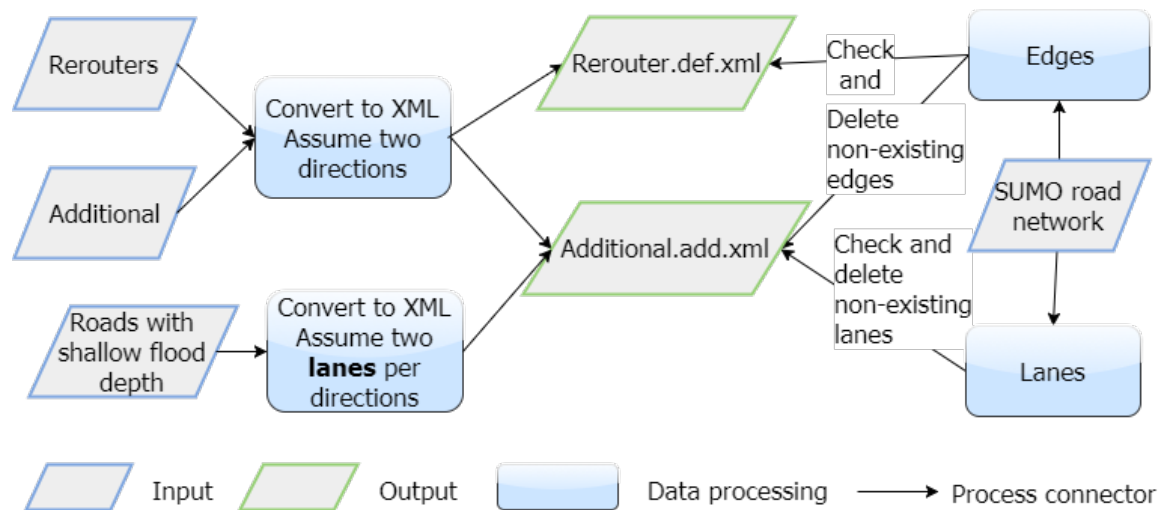 Rerouters
Additional
Convert to XML
Assume two
directions
Roads with
shallow flood
depth
Convert to XML
Assume two
lanes per
directions
Rerouter.def.xml
Additional.add.xml
Check
and
Delete
non-existing
edges
Check and
delete
non-existing
lanes
Edges
SUMO road
network
Lanes
Input
Output
Data processing
Process connector